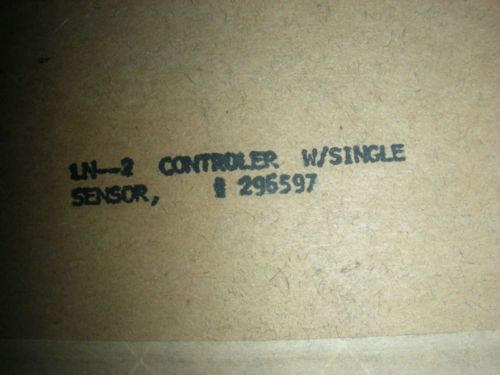 LN--2 CONTROLER W/SINGLE
SENSOR, # 296597